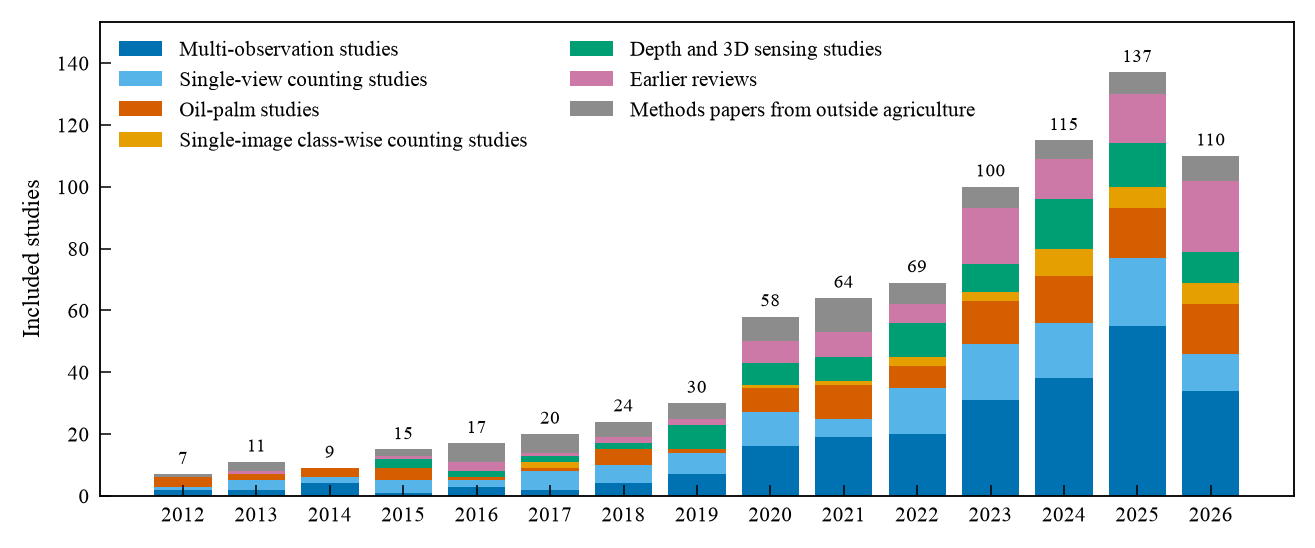 Multi-observation studies
Single-view counting studies
Oil-palm studies
Single-image class-wise counting studies
Depth and 3D sensing studies
Earlier reviews
Methods papers from outside agriculture
Included studies
140
120
100
80
60
40
20
0
7
11
9
15
17
20
24
30
58
64
69
100
115
137
110
2012 2013 2014 2015 2016 2017 2018 2019 2020 2021 2022 2023 2024 2025 2026